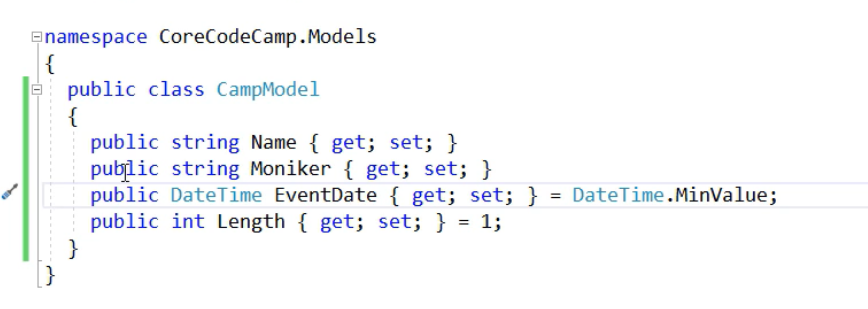 namespace CoreCodeCamp.Models
{
public class CampModel
{
public string Name { get; set; }
public string Moniker { get; set; }
public DateTime EventDate { get; set; } = DateTime.MinValue;
public int Length { get; set; } = 1;
}
}